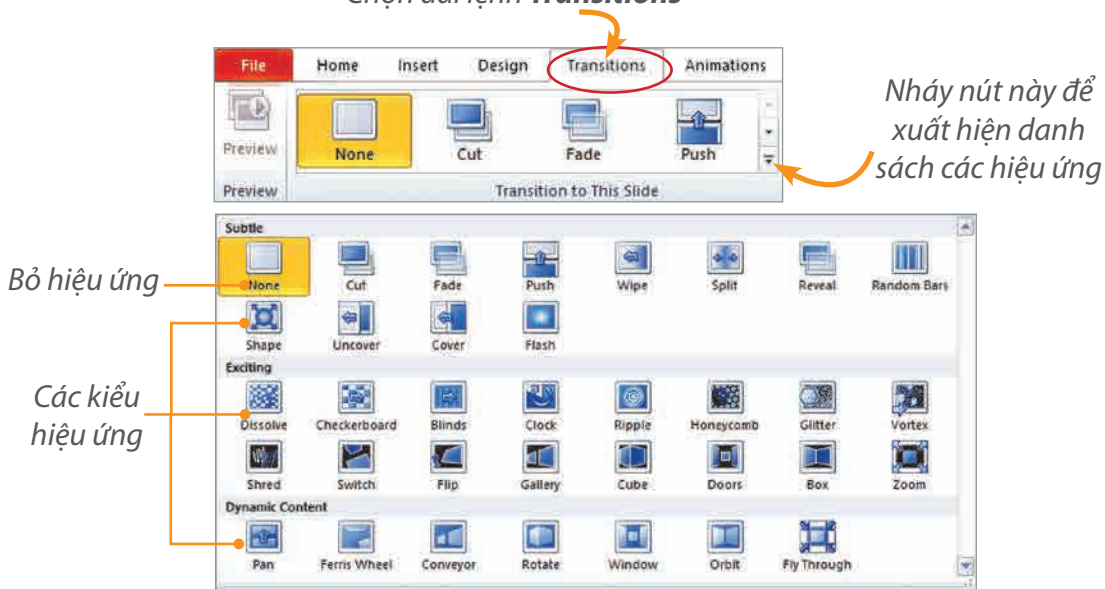 Chọn dải lệnh Transitions
File Home Insert Design Transitions Animations
Nháy nút này để
xuất hiện danh
sách các hiệu ứng
Preview None Cut Fade Push
Preview Transition to This Slide
Subtle
Bỏ hiệu ứng
None Cut Fade Push Wipe Split Reveal Random Bars
Shape Uncover Cover Flash
Exciting
Các kiểu
hiệu ứng
Dissolve Checkerboard Blinds Clock Ripple Honeycomb Glitter Vortex
Shred Switch Flip Gallery Cube Doors Box Zoom
Dynamic Content
Pan Ferris Wheel Conveyor Rotate Window Orbit Fly Through